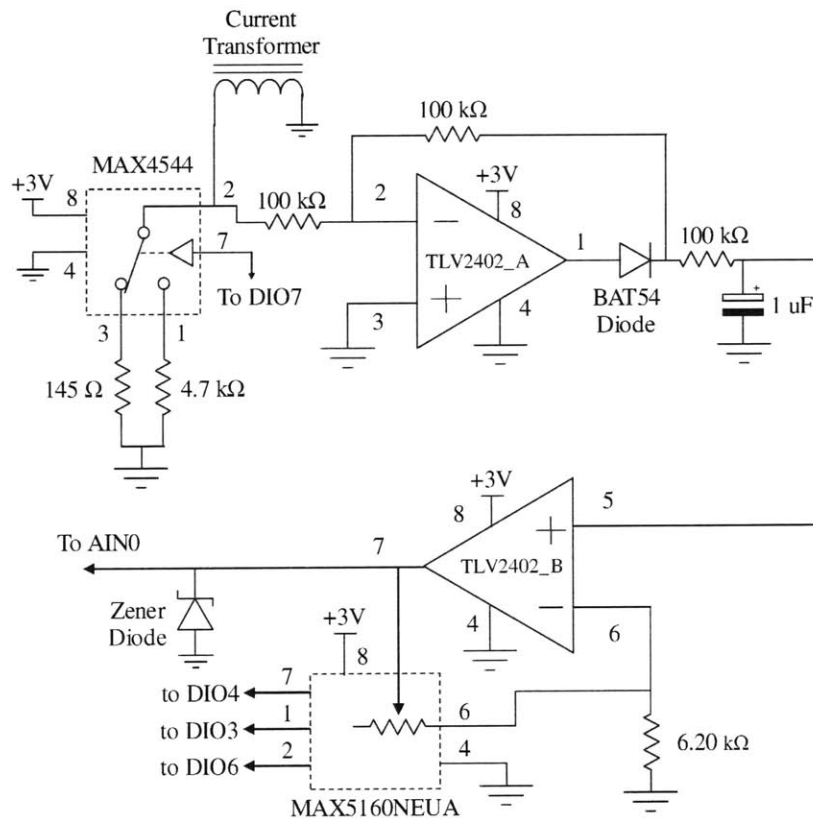 Current
Transformer
100 kΩ
MAX4544
+3V
8
2
100 kΩ
2
+3V
8
7
1
100 kΩ
4
TLV2402_A
To DIO7
BAT54
Diode
+
1 uF
3
4
3
1
145 Ω
4.7 kΩ
+3V
5
8
To AIN0
7
TLV2402_B
Zener
Diode
+3V
4
6
8
7
to DIO4
6
1
to DIO3
4
6.20 kΩ
2
to DIO6
MAX5160NEUA